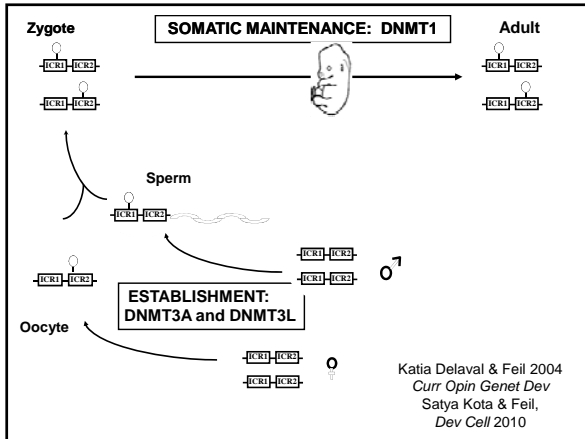 Zygote
SOMATIC MAINTENANCE: DNMT1
Adult
ICR1 ICR2
ICR1 ICR2
ICR1 ICR2
ICR1 ICR2
Sperm
ICR1 ICR2
ICR1 ICR2
ICR1 ICR2
ICR1 ICR2
ESTABLISHMENT:
DNMT3A and DNMT3L
Oocyte
ICR1 ICR2
ICR1 ICR2
Katia Delaval & Feil 2004
Curr Opin Genet Dev
Satya Kota & Feil,
Dev Cell 2010